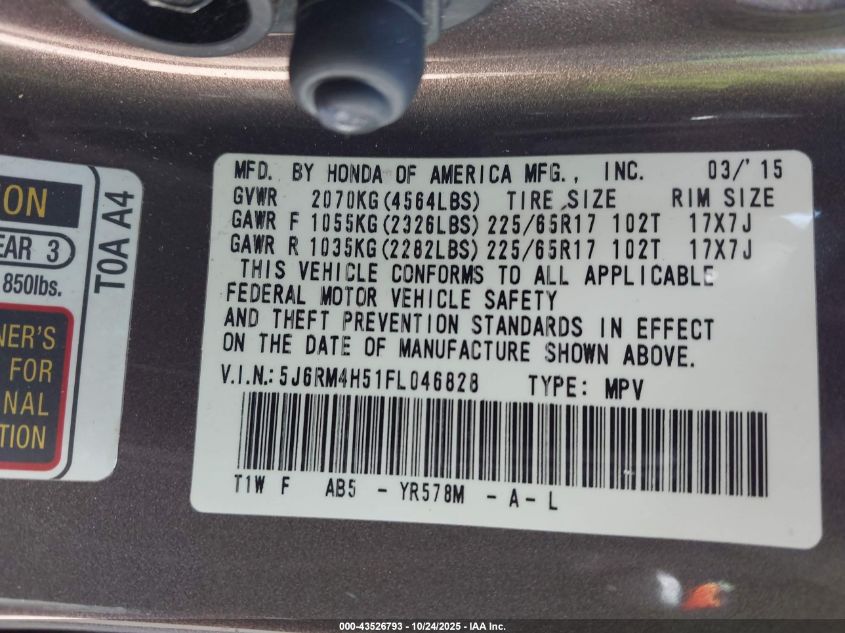 MFD. BY HONDA OF AMERICA MFG., INC. 03/'15
GVWR 2070KG(4564LBS) TIRE SIZE RIM SIZE
GAWR F 1055KG(2326LBS) 225/65R17 102T 17X7J
GAWR R 1035KG(2282LBS) 225/65R17 102T 17X7J
THIS VEHICLE CONFORMS TO ALL APPLICABLE
FEDERAL MOTOR VEHICLE SAFETY
AND THEFT PREVENTION STANDARDS IN EFFECT
ON THE DATE OF MANUFACTURE SHOWN ABOVE.
V.I.N.: 5J6RM4H51FL046828 TYPE: MPV
T1W F AB5 - YR578M - A - L
ION
EAR 3
850lbs.
NER'S
FOR
NAL
TION
T0A A4
000-43526793 - 10/24/2025 - IAA Inc.